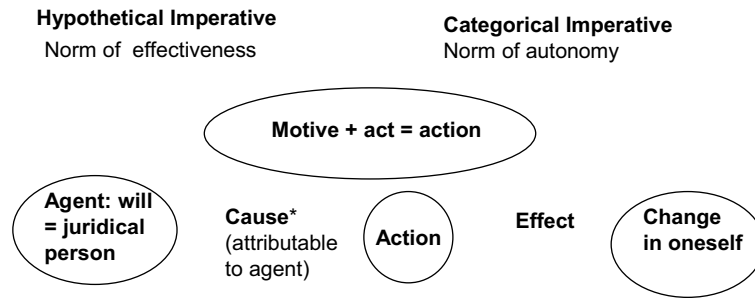 Hypothetical Imperative
Norm of effectiveness
Categorical Imperative
Norm of autonomy
Motive + act = action
Agent: will
= juridical
person
Cause*
(attributable
to agent)
Action
Effect
Change
in oneself